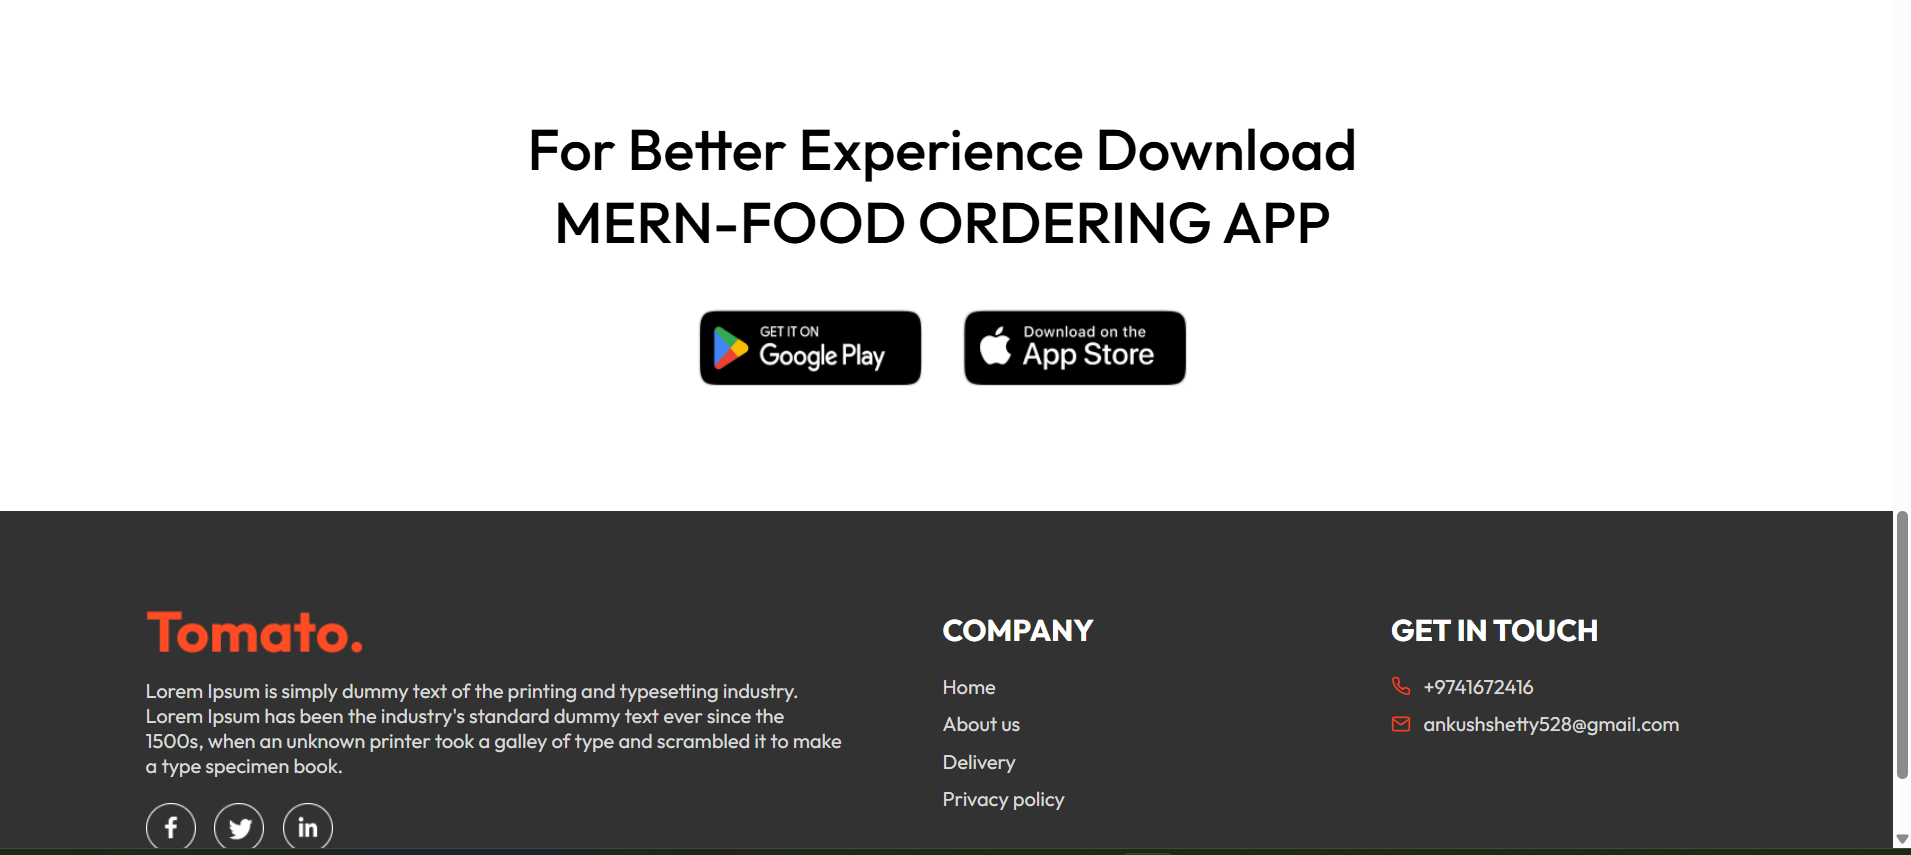 For Better Experience Download
MERN-FOOD ORDERING APP
GET IT ON
Google Play
Download on the
App Store
Tomato.
Lorem Ipsum is simply dummy text of the printing and typesetting industry.
Lorem Ipsum has been the industry's standard dummy text ever since the
1500s, when an unknown printer took a galley of type and scrambled it to make
a type specimen book.
f
in
COMPANY
Home
About us
Delivery
Privacy policy
GET IN TOUCH
+9741672416
ankushshetty528@gmail.com